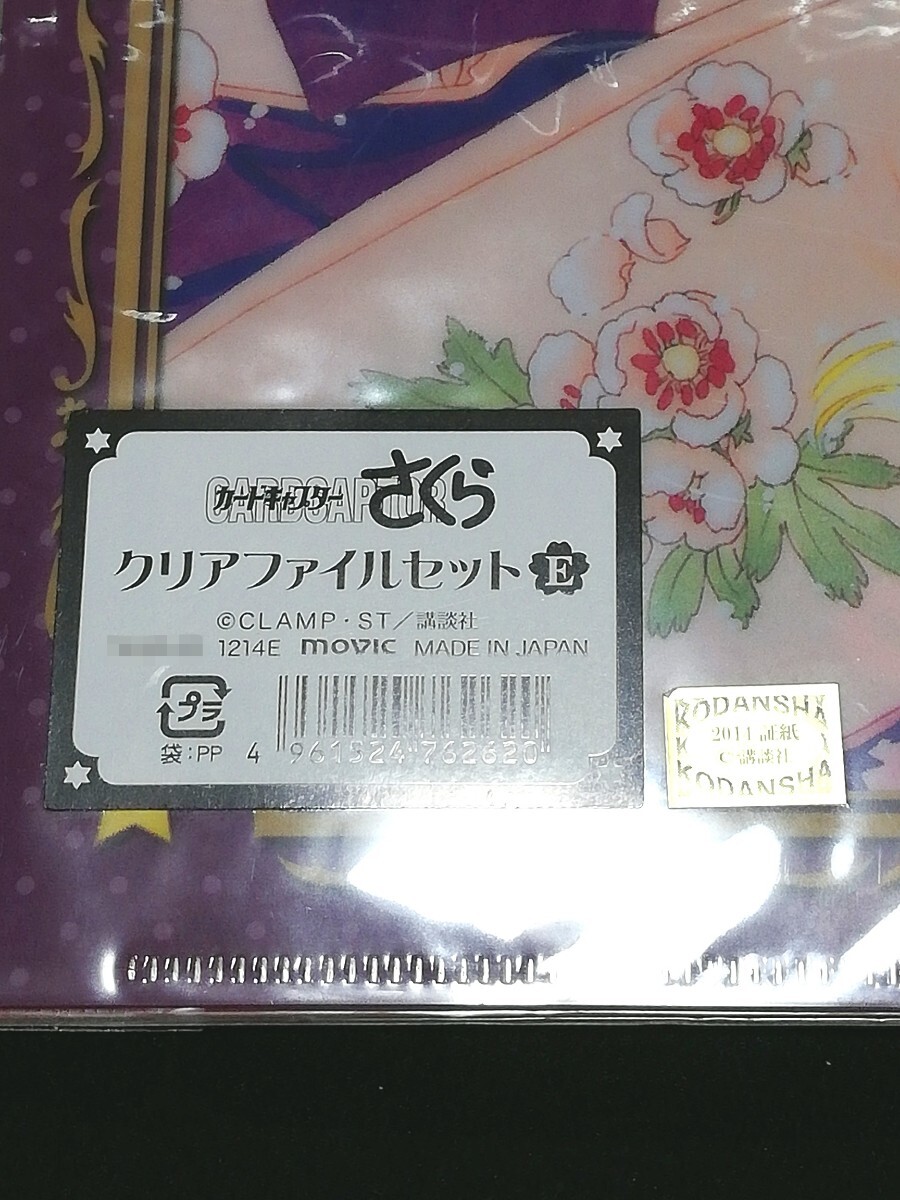 CARDCAPTOR
カードキャプター さくら
クリアファイルセット E
©CLAMP・ST／講談社
1214E movic MADE IN JAPAN
プラ
袋:PP 4 961524 762620
KODANSHA
2011 証紙
©講談社
KODANSHA